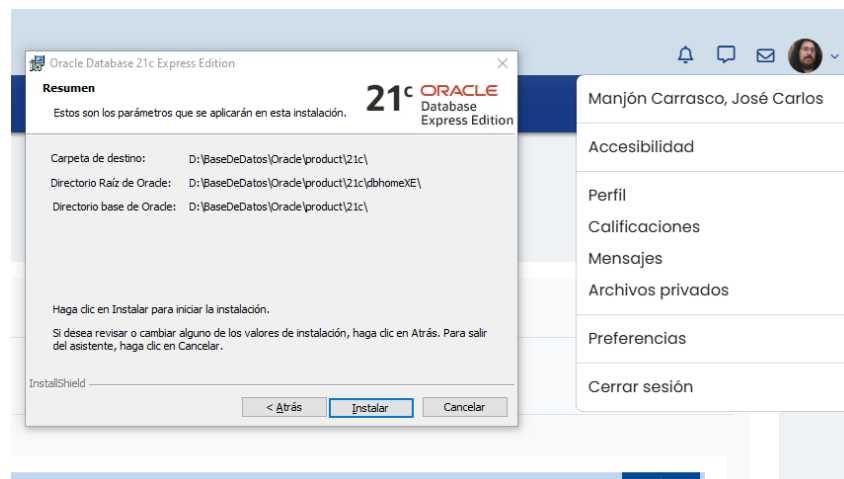 Oracle Database 21c Express Edition
Resumen
Estos son los parámetros que se aplicarán en esta instalación.
21c ORACLE
Database
Express Edition
Carpeta de destino: D:\BaseDeDatos\Oracle\product\21c\
Directorio Raíz de Oracle: D:\BaseDeDatos\Oracle\product\21c\dbhomeXE\
Directorio base de Oracle: D:\BaseDeDatos\Oracle\product\21c\
Haga clic en Instalar para iniciar la instalación.
Si desea revisar o cambiar alguno de los valores de instalación, haga clic en Atrás. Para salir
del asistente, haga clic en Cancelar.
InstallShield
< Atrás Instalar Cancelar
Manjón Carrasco, José Carlos
Accesibilidad
Perfil
Calificaciones
Mensajes
Archivos privados
Preferencias
Cerrar sesión